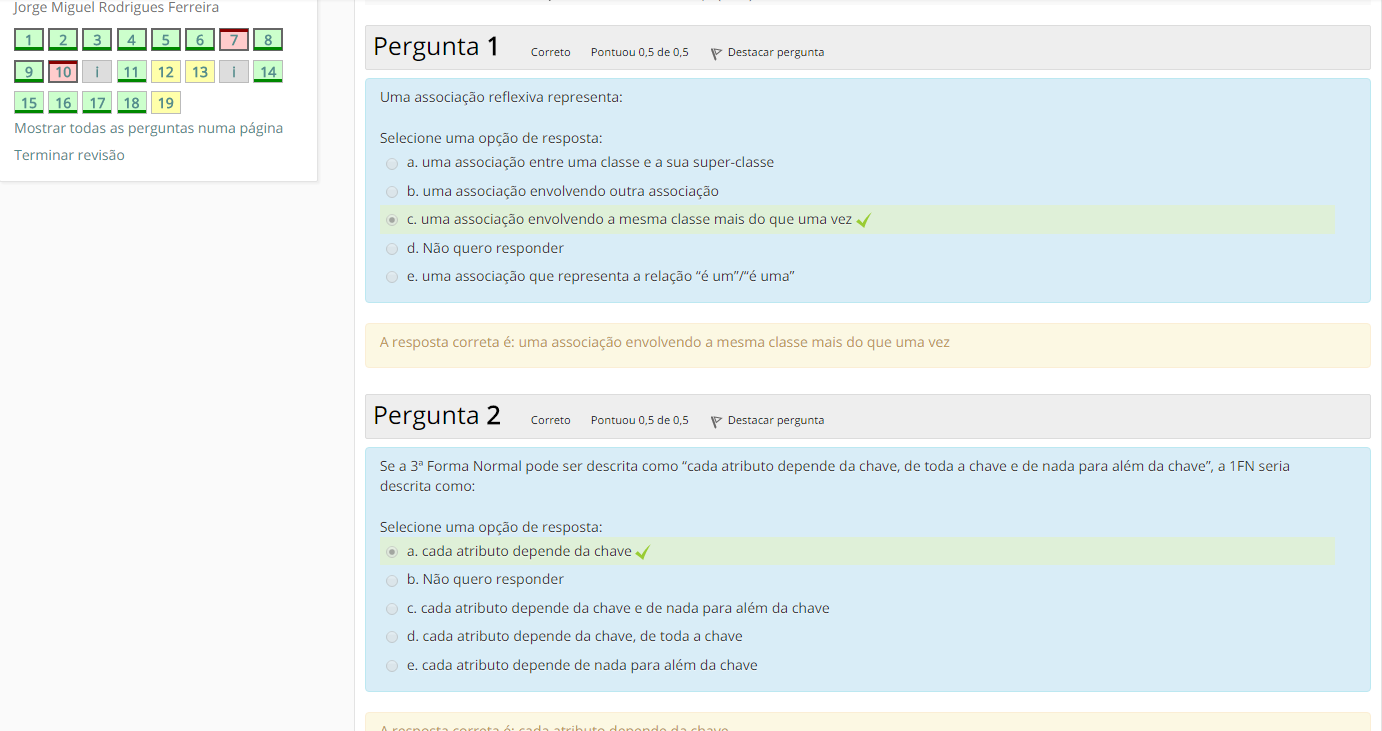 Jorge Miguel Rodrigues Ferreira
1 2 3 4 5 6 7 8
9 10 i 11 12 13 i 14
15 16 17 18 19
Mostrar todas as perguntas numa página
Terminar revisão
Pergunta 1 Correto Pontuou 0,5 de 0,5 Destacar pergunta
Uma associação reflexiva representa:
Selecione uma opção de resposta:
a. uma associação entre uma classe e a sua super-classe
b. uma associação envolvendo outra associação
c. uma associação envolvendo a mesma classe mais do que uma vez
d. Não quero responder
e. uma associação que representa a relação “é um”/“é uma”
A resposta correta é: uma associação envolvendo a mesma classe mais do que uma vez
Pergunta 2 Correto Pontuou 0,5 de 0,5 Destacar pergunta
Se a 3ª Forma Normal pode ser descrita como “cada atributo depende da chave, de toda a chave e de nada para além da chave”, a 1FN seria
descrita como:
Selecione uma opção de resposta:
a. cada atributo depende da chave
b. Não quero responder
c. cada atributo depende da chave e de nada para além da chave
d. cada atributo depende da chave, de toda a chave
e. cada atributo depende de nada para além da chave
A resposta correta é: cada atributo depende da chave